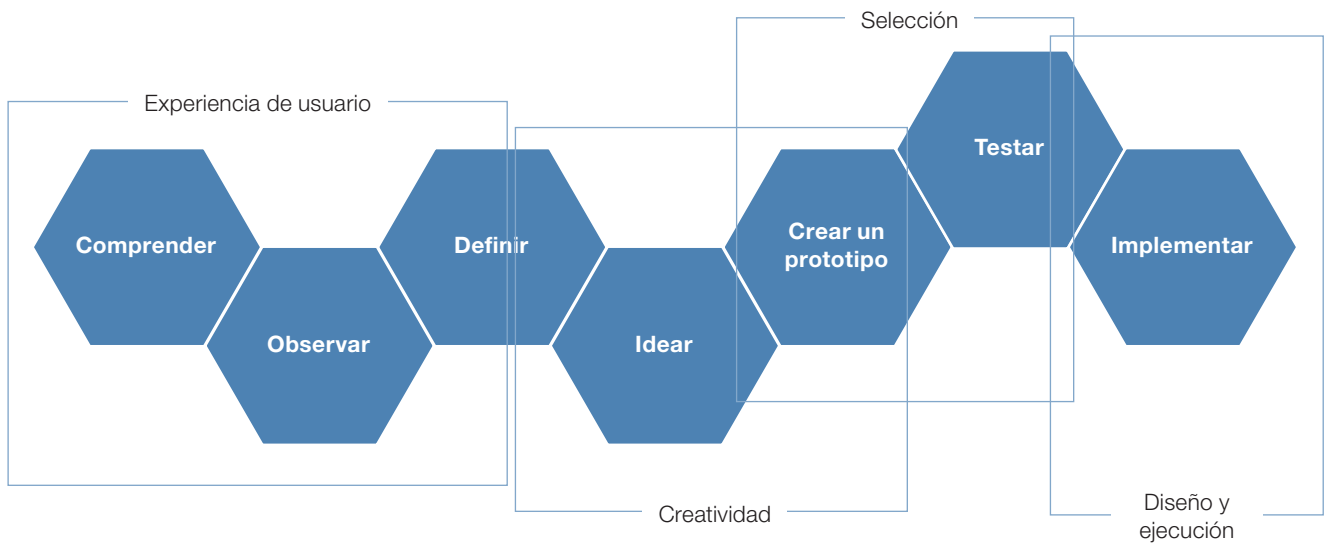 Selección
Experiencia de usuario
Testar
Comprender
Definir
Crear un
prototipo
Implementar
Observar
Idear
Creatividad
Diseño y
ejecución